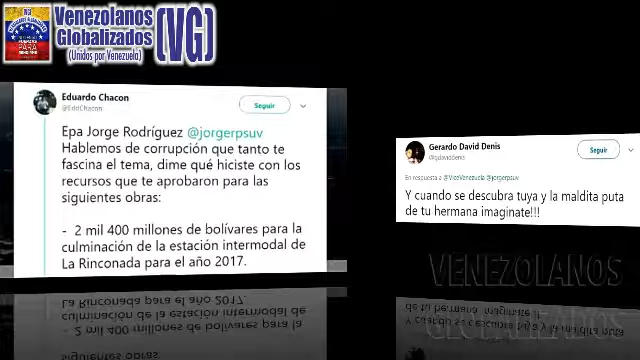 Venezolanos
Globalizados
(Unidos por Venezuela)
(VG)
Eduardo Chacon
@EddChacon
Seguir
Epa Jorge Rodríguez @jorgerpsuv
Hablemos de corrupción que tanto te
fascina el tema, dime qué hiciste con los
recursos que te aprobaron para las
siguientes obras:
- 2 mil 400 millones de bolívares para la
culminación de la estación intermodal de
La Rinconada para el año 2017.
Gerardo David Denis
@gdaviddenis
Seguir
En respuesta a @ViceVenezuela @jorgerpsuv
Y cuando se descubra tuya y la maldita puta
de tu hermana imaginate!!!
VENEZOLANOS
GLOBALIZADOS